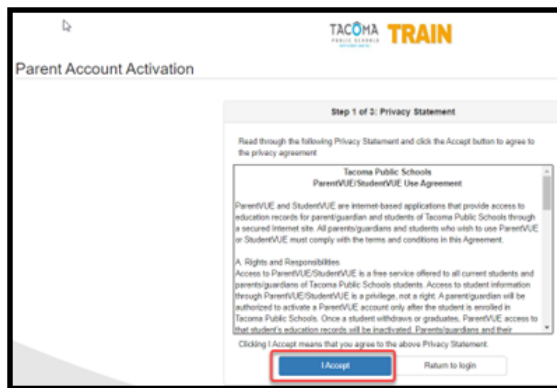 TACOMA TRAIN
PUBLIC SCHOOLS
Parent Account Activation
Step 1 of 3: Privacy Statement
Read through the following Privacy Statement and click the Accept button to agree to
the privacy agreement
Tacoma Public Schools
ParentVUE/StudentVUE Use Agreement
ParentVUE and StudentVUE are internet-based applications that provide access to
education records for parent/guardian and students of Tacoma Public Schools through
a secured Internet site. All parents/guardians and students who wish to use ParentVUE
or StudentVUE must comply with the terms and conditions in this Agreement.
A. Rights and Responsibilities
Access to ParentVUE/StudentVUE is a free service offered to all current students and
parents/guardians of Tacoma Public Schools students. Access to student information
through ParentVUE/StudentVUE is a privilege, not a right. A parent/guardian will be
authorized to activate a ParentVUE account only after the student is enrolled in
Tacoma Public Schools. Once a student withdraws or graduates, ParentVUE access to
that student's education records will be inactivated. Parents/guardians and their
Clicking I Accept means that you agree to the above Privacy Statement.
I Accept
Return to login